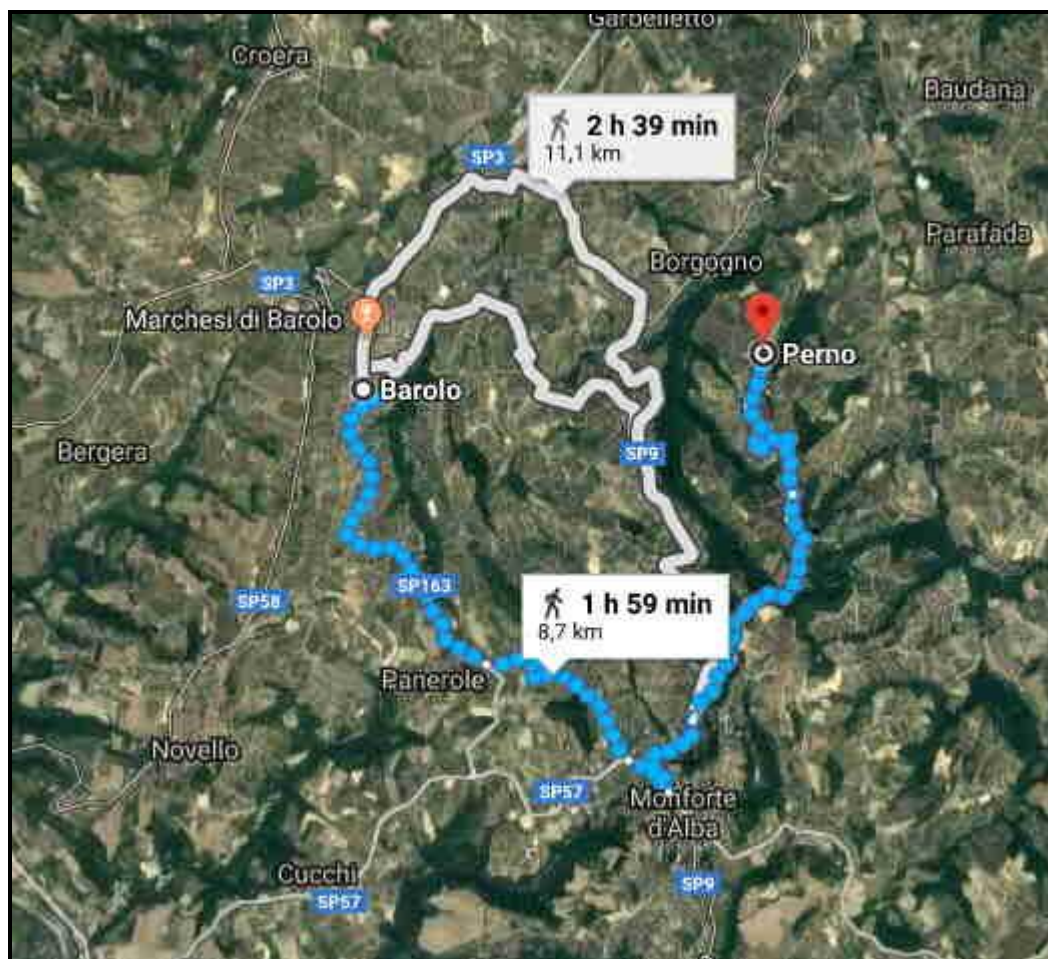 Garbelletto
Croera
Baudana
2 h 39 min
11,1 km
SP3
Parafada
Borgogno
SP3
Marchesi di Barolo
Perno
Barolo
Bergera
SP9
SP163
1 h 59 min
8,7 km
SP58
Panerole
Novello
SP57
Monforte
d'Alba
Cucchi
SP57
SP9